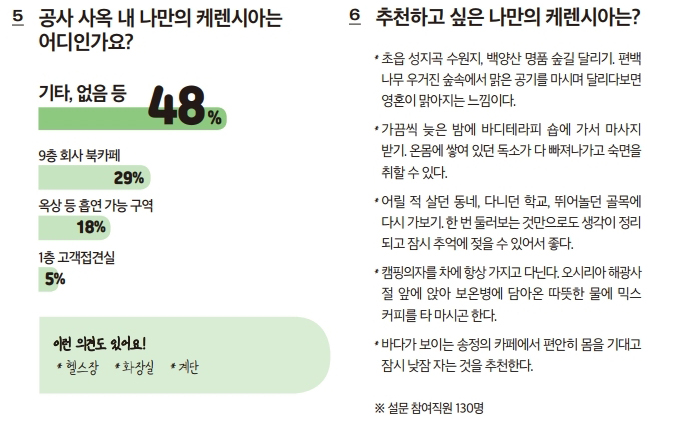 5 공사 사옥 내 나만의 케렌시아는
어디인가요?
기타, 없음 등
48%
9층 회사 북카페
29%
옥상 등 흡연 가능 구역
18%
1층 고객접견실
5%
이런 의견도 있어요!
* 헬스장 * 화장실 * 계단
6 추천하고 싶은 나만의 케렌시아는?
* 초읍 성지곡 수원지, 백양산 명품 숲길 달리기. 편백
나무 우거진 숲속에서 맑은 공기를 마시며 달리다보면
영혼이 맑아지는 느낌이다.
* 가끔씩 늦은 밤에 바디테라피 숍에 가서 마사지
받기. 온몸에 쌓여 있던 독소가 다 빠져나가고 숙면을
취할 수 있다.
* 어릴 적 살던 동네, 다니던 학교, 뛰어놀던 골목에
다시 가보기. 한 번 둘러보는 것만으로도 생각이 정리
되고 잠시 추억에 젖을 수 있어서 좋다.
* 캠핑의자를 차에 항상 가지고 다닌다. 오시리아 해광사
절 앞에 앉아 보온병에 담아온 따뜻한 물에 믹스
커피를 타 마시곤 한다.
* 바다가 보이는 송정의 카페에서 편안히 몸을 기대고
잠시 낮잠 자는 것을 추천한다.
※ 설문 참여직원 130명